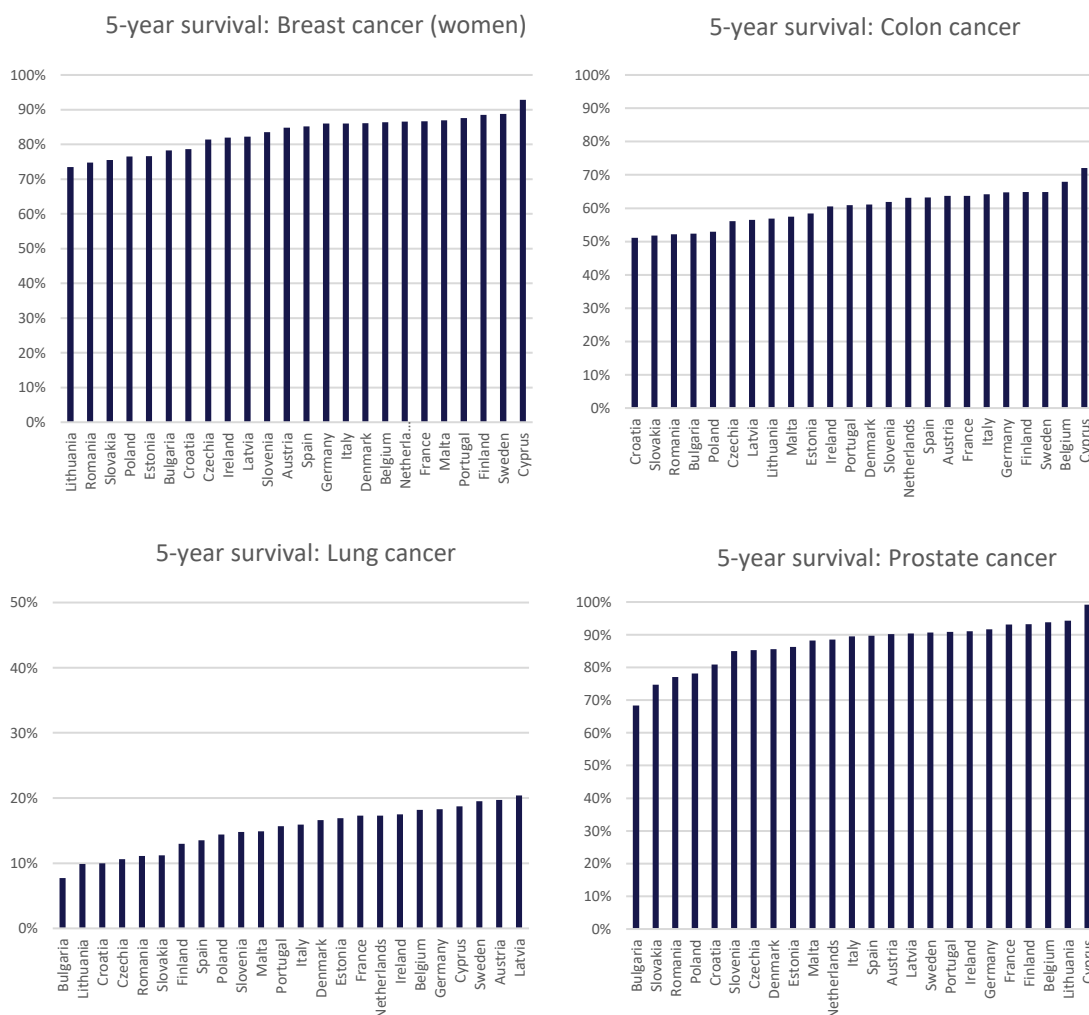 5-year survival: Breast cancer (women)
100%
90%
80%
70%
60%
50%
40%
30%
20%
10%
0%
Lithuania
Romania
Slovakia
Poland
Estonia
Bulgaria
Croatia
Czechia
Ireland
Latvia
Slovenia
Austria
Spain
Germany
Italy
Denmark
Belgium
Netherla...
France
Malta
Portugal
Finland
Sweden
Cyprus
5-year survival: Colon cancer
100%
90%
80%
70%
60%
50%
40%
30%
20%
10%
0%
Croatia
Slovakia
Romania
Bulgaria
Poland
Czechia
Latvia
Lithuania
Malta
Estonia
Ireland
Portugal
Denmark
Slovenia
Netherlands
Spain
Austria
France
Italy
Germany
Finland
Sweden
Belgium
Cyprus
5-year survival: Lung cancer
50%
40%
30%
20%
10%
0%
Bulgaria
Lithuania
Croatia
Czechia
Romania
Slovakia
Finland
Spain
Poland
Slovenia
Malta
Portugal
Italy
Denmark
Estonia
France
Netherlands
Ireland
Belgium
Germany
Cyprus
Sweden
Austria
Latvia
5-year survival: Prostate cancer
100%
90%
80%
70%
60%
50%
40%
30%
20%
10%
0%
Bulgaria
Slovakia
Romania
Poland
Croatia
Slovenia
Czechia
Denmark
Estonia
Malta
Netherlands
Italy
Spain
Austria
Latvia
Sweden
Portugal
Ireland
Germany
France
Finland
Belgium
Lithuania
Cyprus